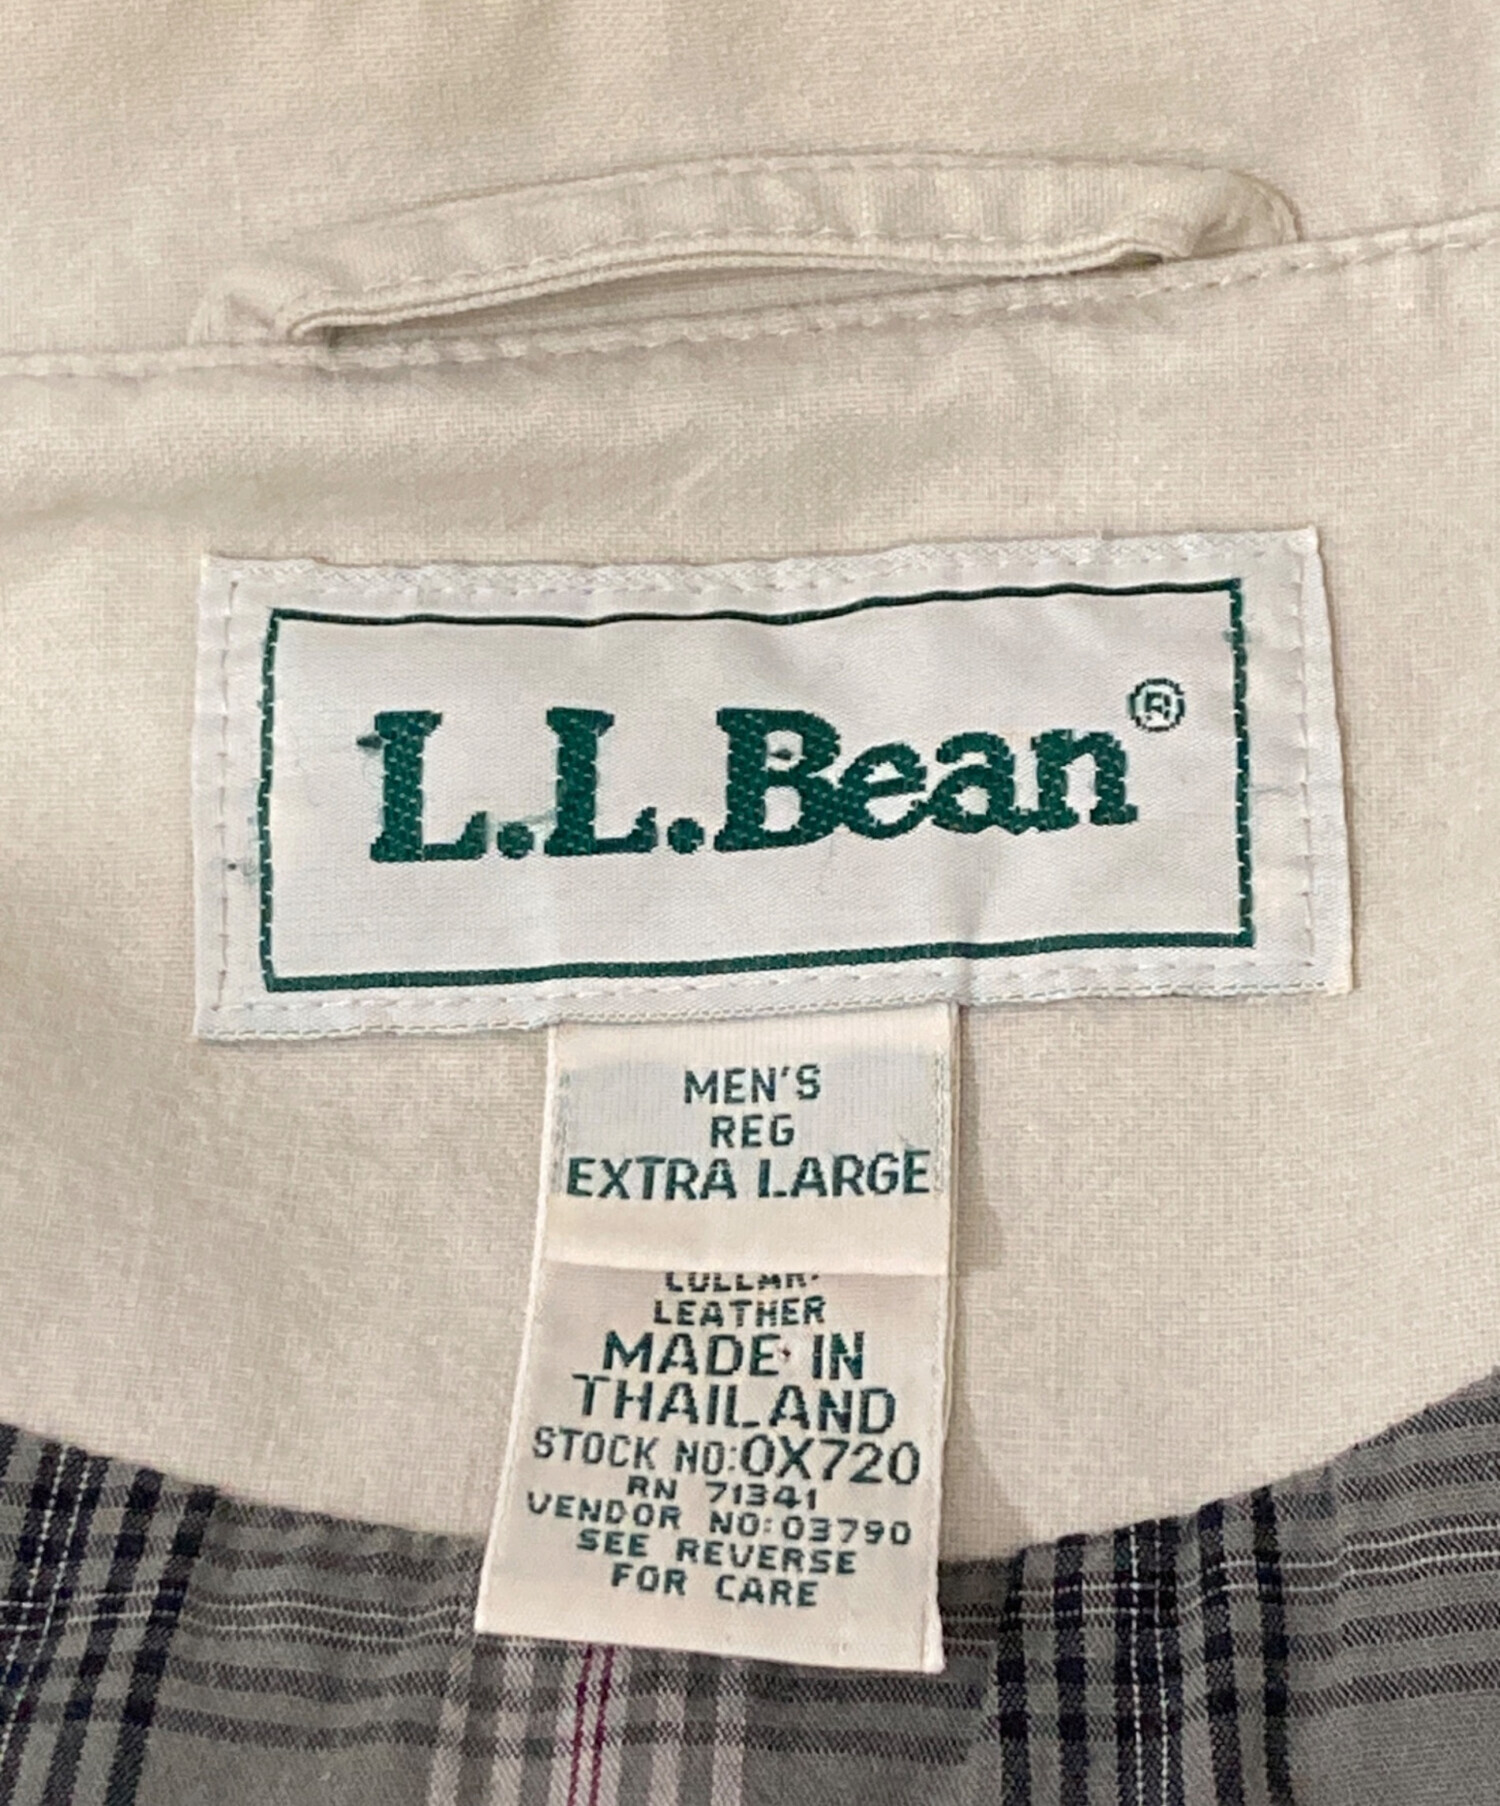 L.L.Bean®
MEN'S
REG
EXTRA LARGE
COLLAR:
LEATHER
MADE IN
THAILAND
STOCK NO:0X720
RN 71341
VENDOR NO:03790
SEE REVERSE
FOR CARE